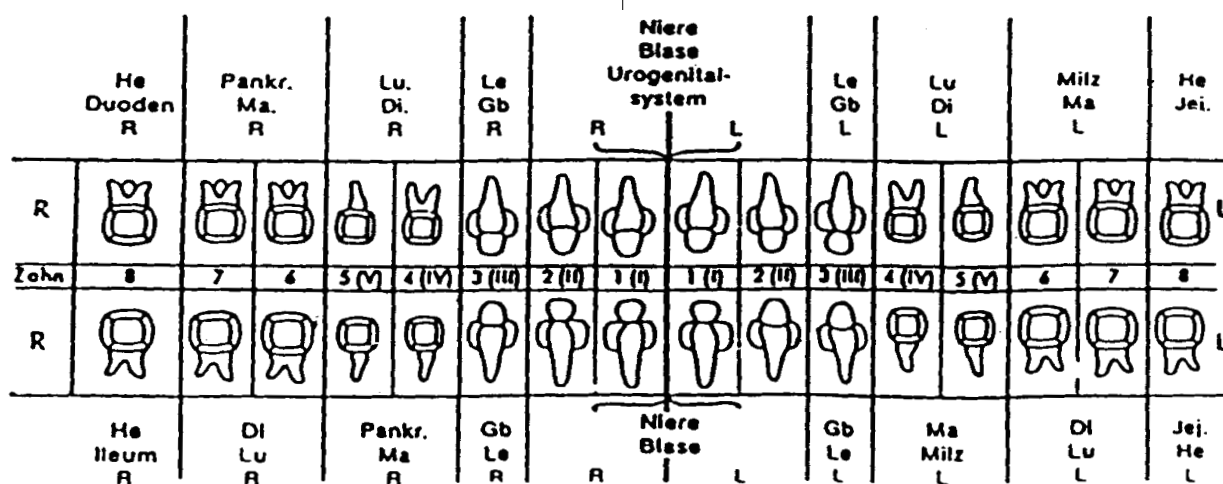 Niere
Blase
He Pankr. Lu. Le Urogenital- Le Lu Milz He
Duoden Ma. Di. Gb system Gb Di Ma Jej.
R R R R R L L L L
R L
Zahn 8 7 6 5 (V) 4 (IV) 3 (III) 2 (II) 1 (I) 1 (I) 2 (II) 3 (III) 4 (IV) 5 (V) 6 7 8
R L
He Di Pankr. Gb Niere Gb Ma Di Jej.
Ileum Lu Ma Le Blase Le Milz Lu He
R R R R R L L L L L